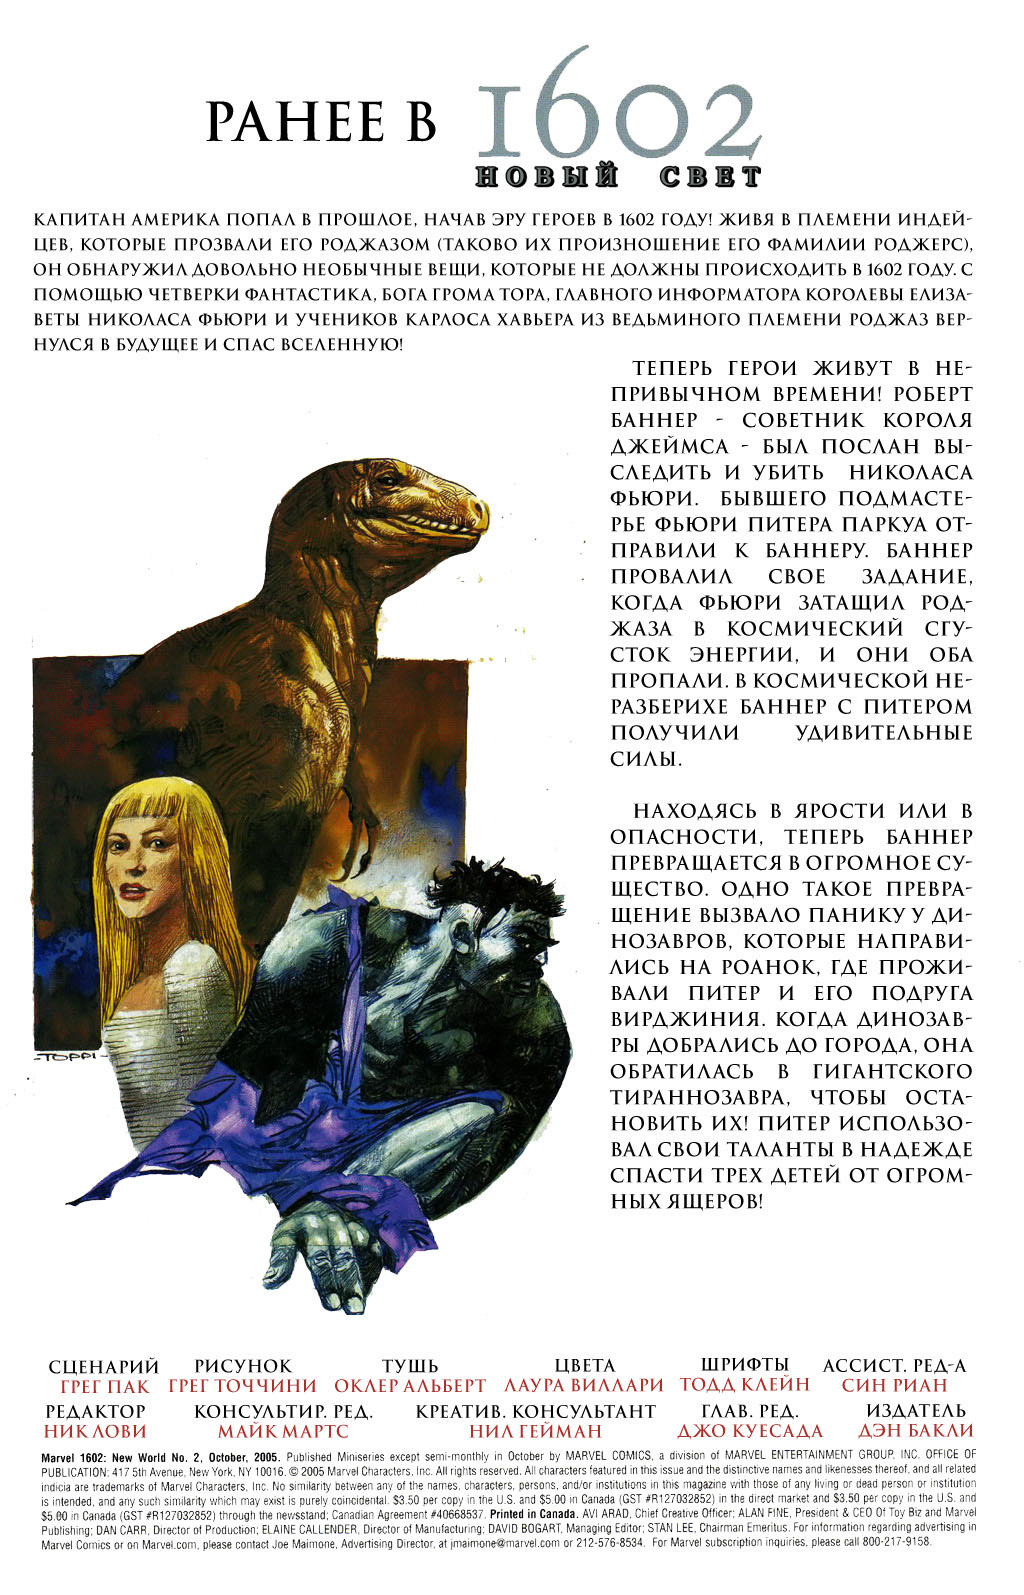 РАНЕЕ В 1602
НОВЫЙ СВЕТ
КАПИТАН АМЕРИКА ПОПАЛ В ПРОШЛОЕ, НАЧАВ ЭРУ ГЕРОЕВ В 1602 ГОДУ! ЖИВЯ В ПЛЕМЕНИ ИНДЕЙ-
ЦЕВ, КОТОРЫЕ ПРОЗВАЛИ ЕГО РОДЖАЗОМ (ТАКОВО ИХ ПРОИЗНОШЕНИЕ ЕГО ФАМИЛИИ РОДЖЕРС),
ОН ОБНАРУЖИЛ ДОВОЛЬНО НЕОБЫЧНЫЕ ВЕЩИ, КОТОРЫЕ НЕ ДОЛЖНЫ ПРОИСХОДИТЬ В 1602 ГОДУ. С
ПОМОЩЬЮ ЧЕТВЕРКИ ФАНТАСТИКА, БОГА ГРОМА ТОРА, ГЛАВНОГО ИНФОРМАТОРА КОРОЛЕВЫ ЕЛИЗА-
ВЕТЫ НИКОЛАСА ФЬЮРИ И УЧЕНИКОВ КАРЛОСА ХАВЬЕРА ИЗ ВЕДЬМИНОГО ПЛЕМЕНИ РОДЖАЗ ВЕР-
НУЛСЯ В БУДУЩЕЕ И СПАС ВСЕЛЕННУЮ!
ТЕПЕРЬ ГЕРОИ ЖИВУТ В НЕ-
ПРИВЫЧНОМ ВРЕМЕНИ! РОБЕРТ
БАННЕР - СОВЕТНИК КОРОЛЯ
ДЖЕЙМСА - БЫЛ ПОСЛАН ВЫ-
СЛЕДИТЬ И УБИТЬ НИКОЛАСА
ФЬЮРИ. БЫВШЕГО ПОДМАСТЕ-
РЬЕ ФЬЮРИ ПИТЕРА ПАРКУА ОТ-
ПРАВИЛИ К БАННЕРУ. БАННЕР
ПРОВАЛИЛ СВОЕ ЗАДАНИЕ,
КОГДА ФЬЮРИ ЗАТАЩИЛ РОД-
ЖАЗА В КОСМИЧЕСКИЙ СГУ-
СТОК ЭНЕРГИИ, И ОНИ ОБА
ПРОПАЛИ. В КОСМИЧЕСКОЙ НЕ-
РАЗБЕРИХЕ БАННЕР С ПИТЕРОМ
ПОЛУЧИЛИ УДИВИТЕЛЬНЫЕ
СИЛЫ.
НАХОДЯСЬ В ЯРОСТИ ИЛИ В
ОПАСНОСТИ, ТЕПЕРЬ БАННЕР
ПРЕВРАЩАЕТСЯ В ОГРОМНОЕ СУ-
ЩЕСТВО. ОДНО ТАКОЕ ПРЕВРА-
ЩЕНИЕ ВЫЗВАЛО ПАНИКУ У ДИ-
НОЗАВРОВ, КОТОРЫЕ НАПРАВИ-
ЛИСЬ НА РОАНОК, ГДЕ ПРОЖИ-
ВАЛИ ПИТЕР И ЕГО ПОДРУГА
ВИРДЖИНИЯ. КОГДА ДИНОЗАВ-
РЫ ДОБРАЛИСЬ ДО ГОРОДА, ОНА
ОБРАТИЛАСЬ В ГИГАНТСКОГО
ТИРАННОЗАВРА, ЧТОБЫ ОСТА-
НОВИТЬ ИХ! ПИТЕР ИСПОЛЬЗО-
ВАЛ СВОИ ТАЛАНТЫ В НАДЕЖДЕ
СПАСТИ ТРЕХ ДЕТЕЙ ОТ ОГРОМ-
НЫХ ЯЩЕРОВ!
-TOPPI-
СЦЕНАРИЙ РИСУНОК ТУШЬ ЦВЕТА ШРИФТЫ АССИСТ. РЕД-А
ГРЕГ ПАК ГРЕГ ТОЧЧИНИ ОКЛЕР АЛЬБЕРТ ЛАУРА ВИЛЛАРИ ТОДД КЛЕЙН СИН РИАН
РЕДАКТОР КОНСУЛЬТИР. РЕД. КРЕАТИВ. КОНСУЛЬТАНТ ГЛАВ. РЕД. ИЗДАТЕЛЬ
НИК ЛОВИ МАЙК МАРТС НИЛ ГЕЙМАН ДЖО КУЕСАДА ДЭН БАКЛИ
Marvel 1602: New World No. 2, October, 2005. Published Miniseries except semi-monthly in October by MARVEL COMICS, a division of MARVEL ENTERTAINMENT GROUP, INC. OFFICE OF
PUBLICATION: 417 5th Avenue, New York, NY 10016. © 2005 Marvel Characters, Inc. All rights reserved. All characters featured in this issue and the distinctive names and likenesses thereof, and all related
indicia are trademarks of Marvel Characters, Inc. No similarity between any of the names, characters, persons, and/or institutions in this magazine with those of any living or dead person or institution
is intended, and any such similarity which may exist is purely coincidental. $3.50 per copy in the U.S. and $5.00 in Canada (GST #R127032852) in the direct market and $3.50 per copy in the U.S. and
$5.00 in Canada (GST #R127032852) through the newsstand; Canadian Agreement #40668537. Printed in Canada. AVI ARAD, Chief Creative Officer; ALAN FINE, President & CEO Of Toy Biz and Marvel
Publishing; DAN CARR, Director of Production; ELAINE CALLENDER, Director of Manufacturing; DAVID BOGART, Managing Editor; STAN LEE, Chairman Emeritus. For information regarding advertising in
Marvel Comics or on Marvel.com, please contact Joe Maimone, Advertising Director, at jmaimone@marvel.com or 212-576-8534. For Marvel subscription inquiries, please call 800-217-9158.